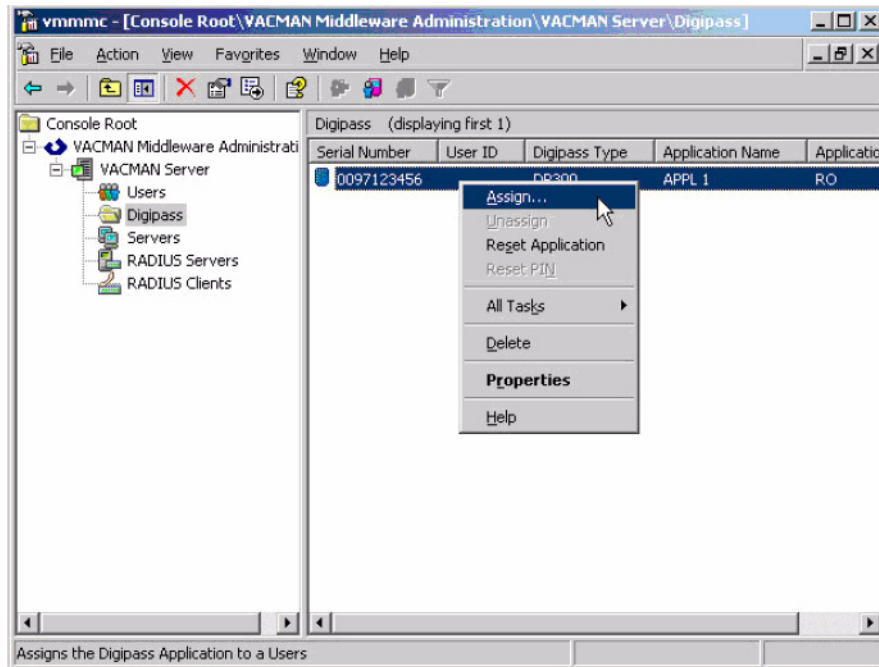 vmmmc - [Console Root\VACMAN Middleware Administration\VACMAN Server\Digipass]
File Action View Favorites Window Help
Console Root
VACMAN Middleware Administrati
VACMAN Server
Users
Digipass
Servers
RADIUS Servers
RADIUS Clients
Digipass (displaying first 1)
Serial Number User ID Digipass Type Application Name Applicatio
0097123456 DP300 APPL 1 RO
Assign...
Unassign
Reset Application
Reset PIN
All Tasks
Delete
Properties
Help
Assigns the Digipass Application to a Users